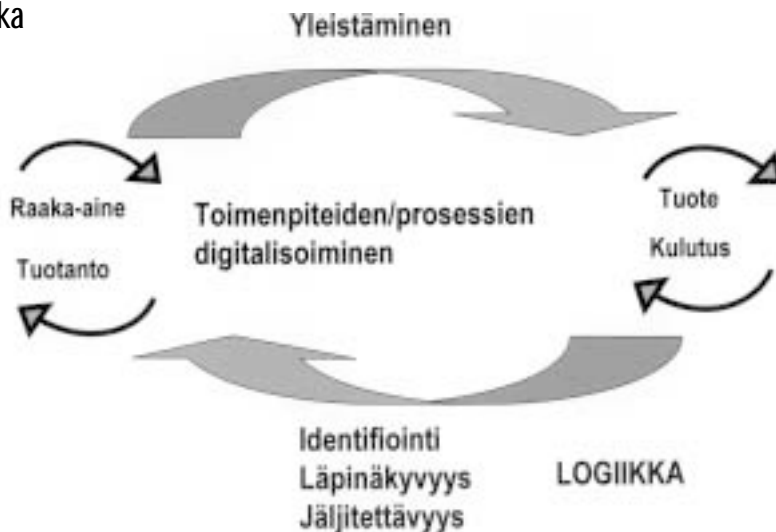 ka
Yleistäminen
Raaka-aine
Tuotanto
Toimenpiteiden/prosessien
digitalisoiminen
Tuote
Kulutus
Identifiointi
Läpinäkyvyys
Jäljitettävyys
LOGIIKKA